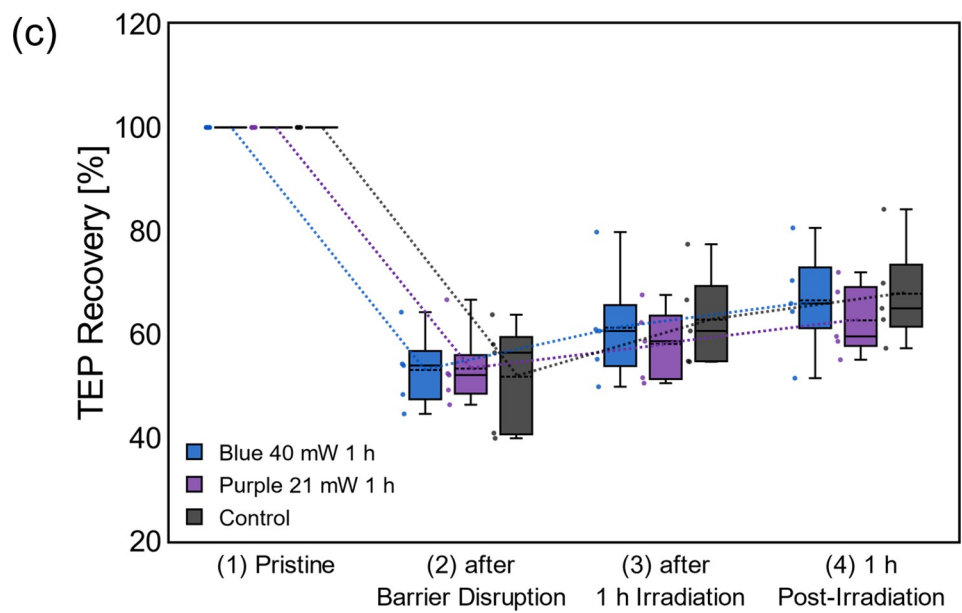 (c)
TEP Recovery [%]
120
100
80
60
40
20
Blue 40 mW 1 h
Purple 21 mW 1 h
Control
(1) Pristine
(2) after
Barrier Disruption
(3) after
1 h Irradiation
(4) 1 h
Post-Irradiation